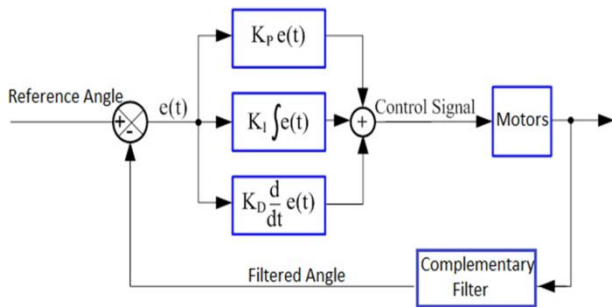 K_P e(t)
Reference Angle
e(t)
+
-
K_I ∫e(t)
+
Control Signal
Motors
K_D d/dt e(t)
Filtered Angle
Complementary
Filter